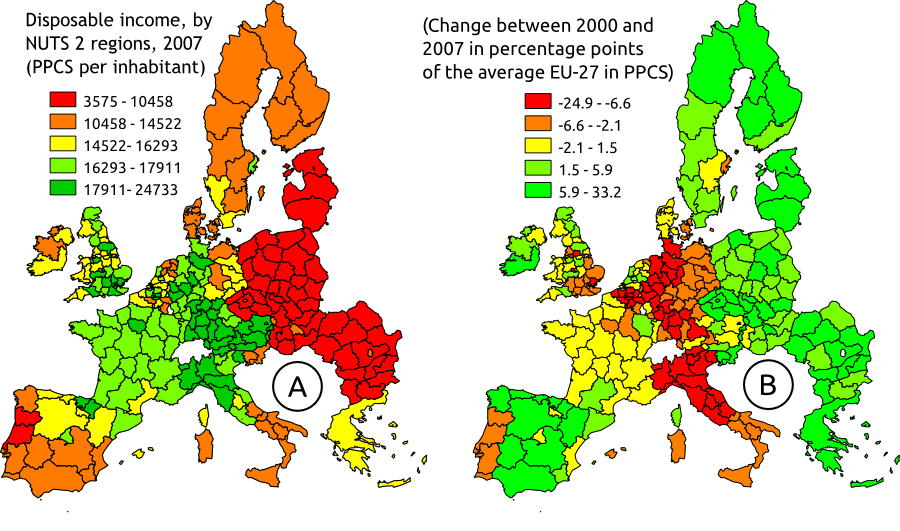 Disposable income, by
NUTS 2 regions, 2007
(PPCS per inhabitant)
3575 - 10458
10458 - 14522
14522- 16293
16293 - 17911
17911- 24733
A
(Change between 2000 and
2007 in percentage points
of the average EU-27 in PPCS)
-24.9 - -6.6
-6.6 - -2.1
-2.1 - 1.5
1.5 - 5.9
5.9 - 33.2
B